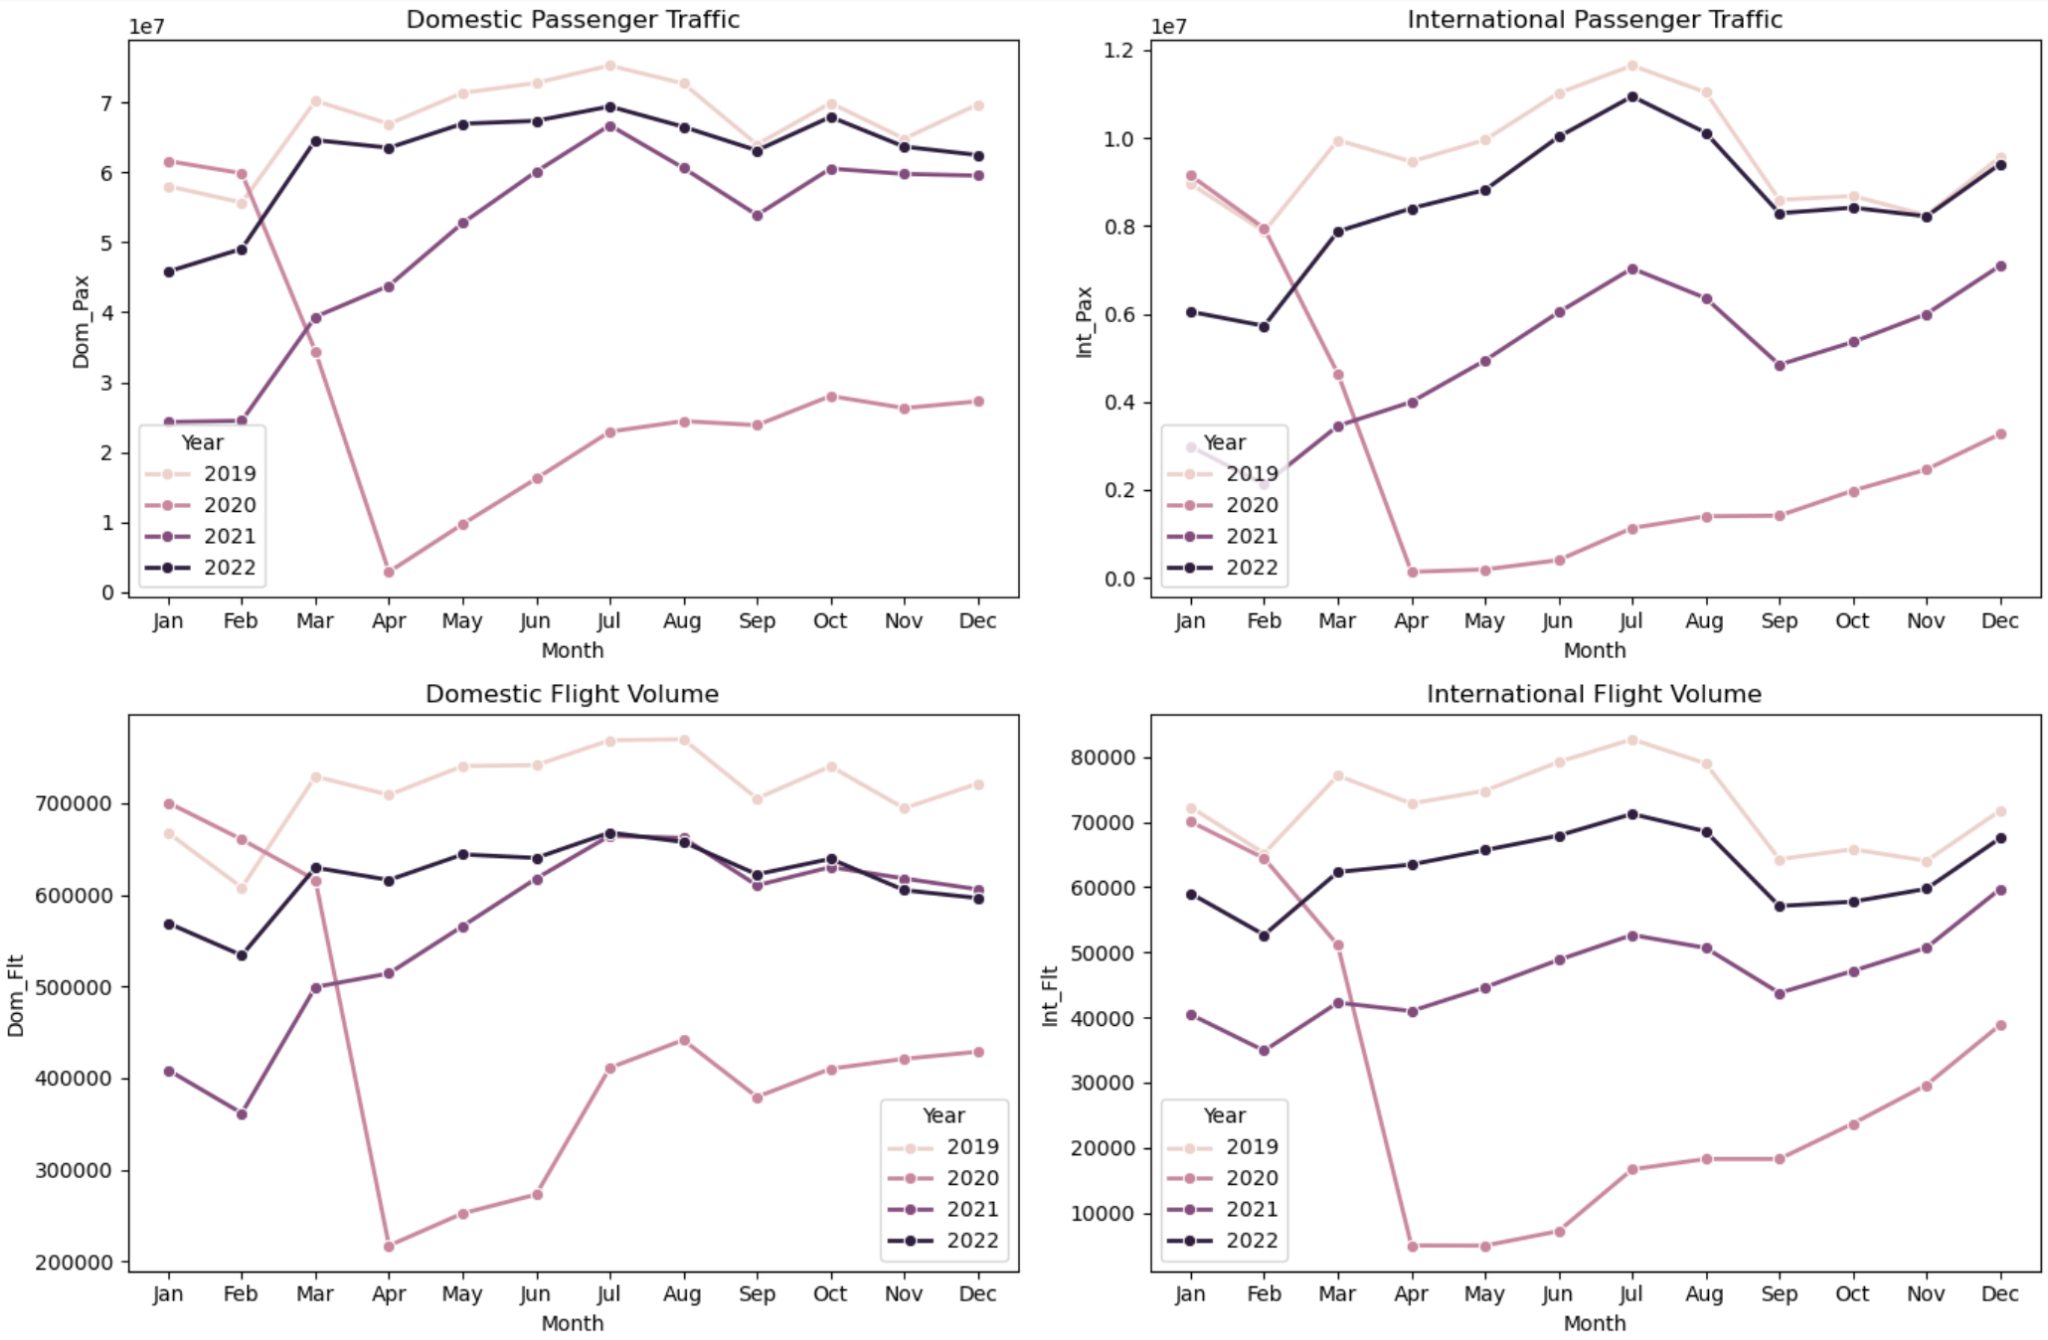 Domestic Passenger Traffic
1e7
7
6
5
4
3
2
1
0
Dom_Pax
Year
2019
2020
2021
2022
Jan Feb Mar Apr May Jun Jul Aug Sep Oct Nov Dec
Month
International Passenger Traffic
1e7
1.2
1.0
0.8
0.6
0.4
0.2
0.0
Int_Pax
Year
2019
2020
2021
2022
Jan Feb Mar Apr May Jun Jul Aug Sep Oct Nov Dec
Month
Domestic Flight Volume
700000
600000
500000
400000
300000
200000
Dom_Flt
Year
2019
2020
2021
2022
Jan Feb Mar Apr May Jun Jul Aug Sep Oct Nov Dec
Month
International Flight Volume
80000
70000
60000
50000
40000
30000
20000
10000
Int_Flt
Year
2019
2020
2021
2022
Jan Feb Mar Apr May Jun Jul Aug Sep Oct Nov Dec
Month